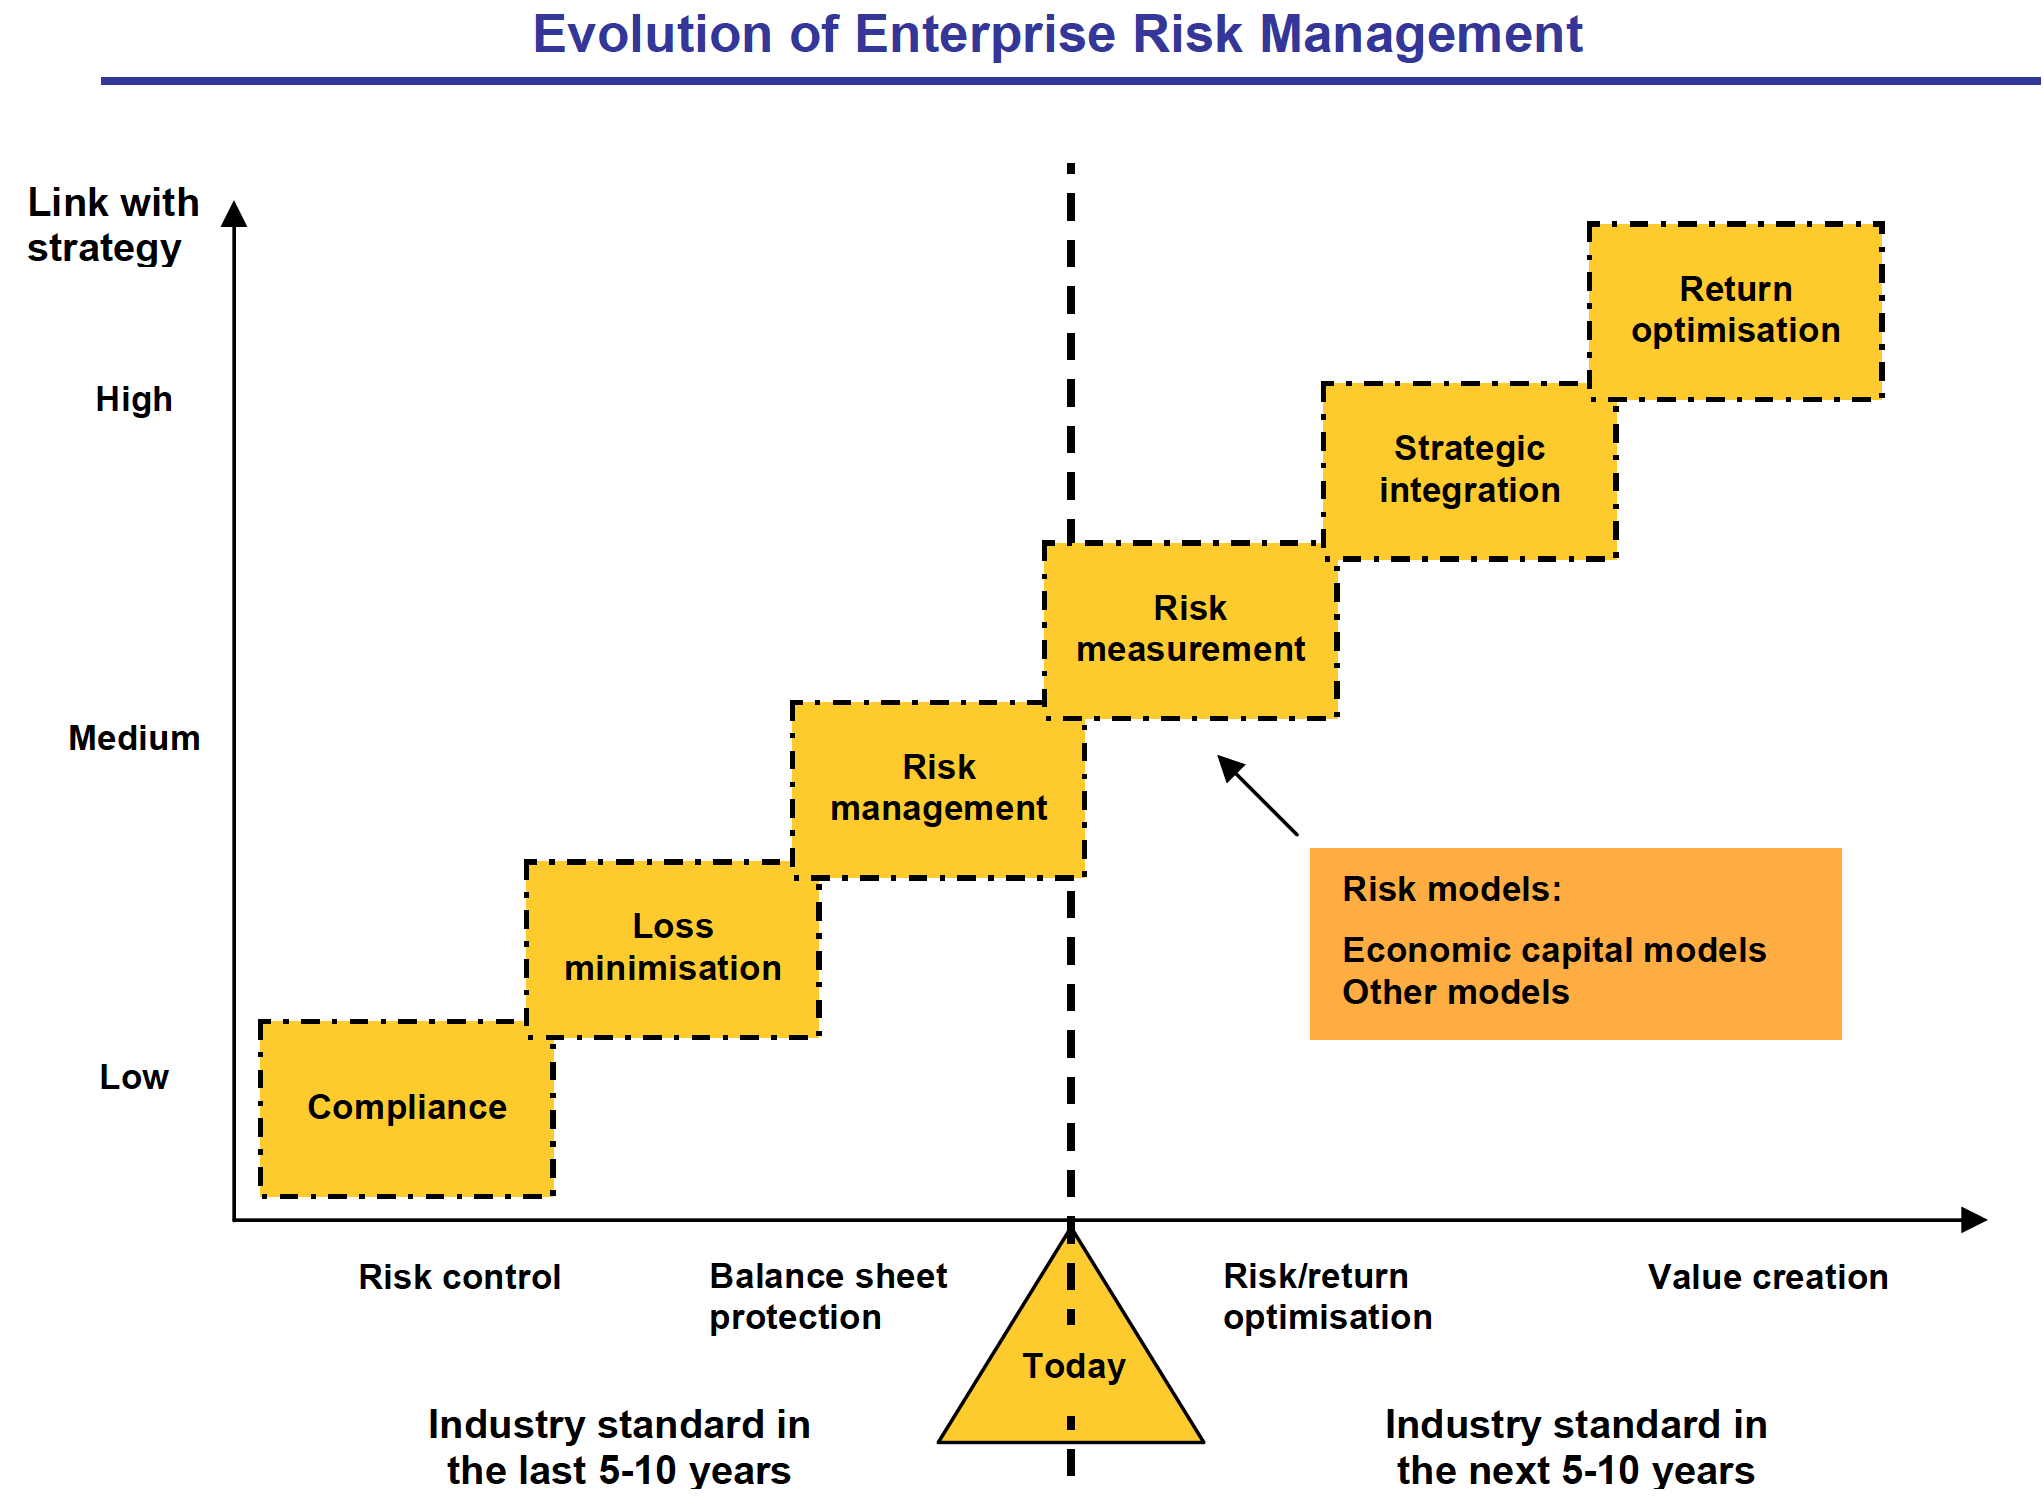 Evolution of Enterprise Risk Management
Link with
strategy
High
Medium
Low
Return
optimisation
Strategic
integration
Risk
measurement
Risk
management
Loss
minimisation
Compliance
Risk models:
Economic capital models
Other models
Risk control
Balance sheet
protection
Risk/return
optimisation
Value creation
Today
Industry standard in
the last 5-10 years
Industry standard in
the next 5-10 years